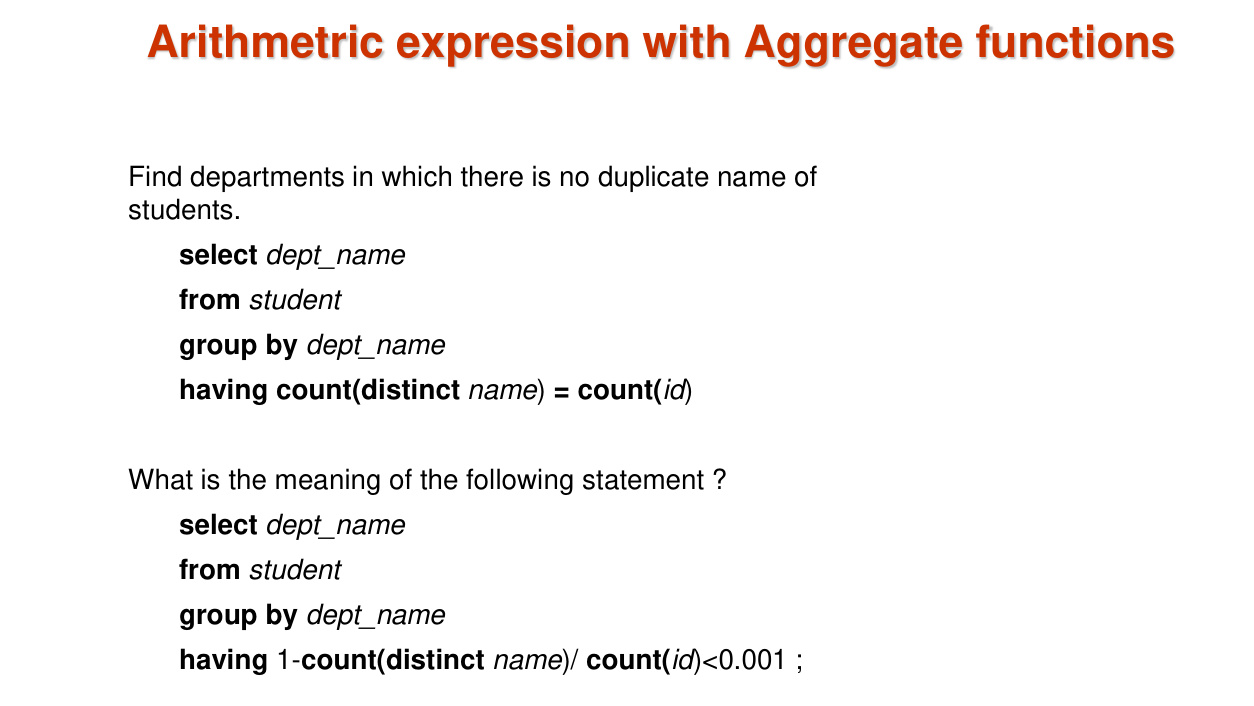 Arithmetric expression with Aggregate functions
Find departments in which there is no duplicate name of
students.
select dept_name
from student
group by dept_name
having count(distinct name) = count(id)
What is the meaning of the following statement ?
select dept_name
from student
group by dept_name
having 1-count(distinct name)/ count(id)<0.001 ;